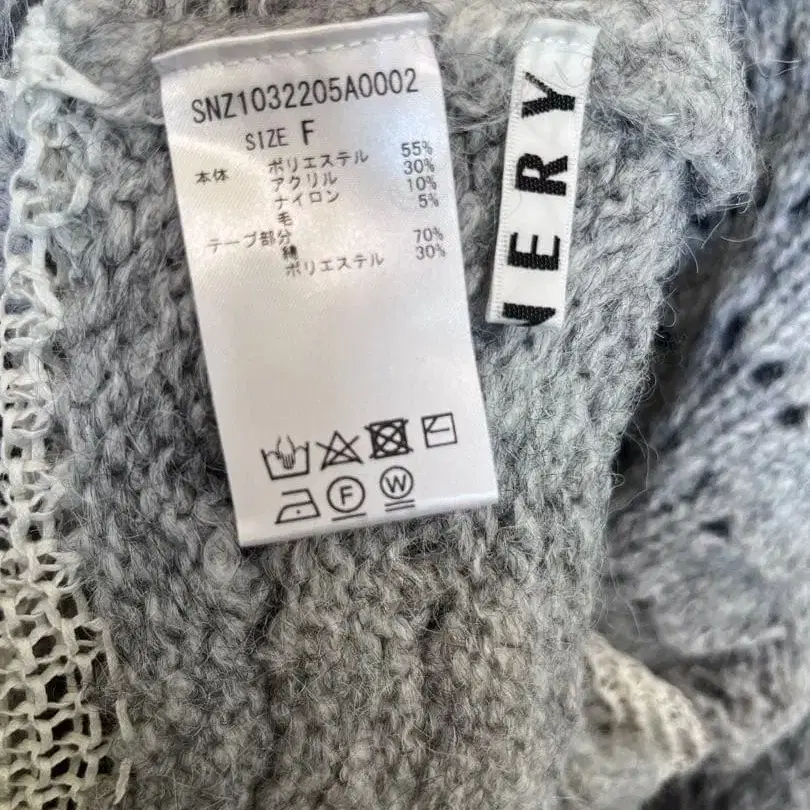 SNZ1032205A0002
SIZE F
本体 ポリエステル 55%
アクリル 30%
ナイロン 10%
毛 5%
テープ部分
綿 70%
ポリエステル 30%
F
W
NERY